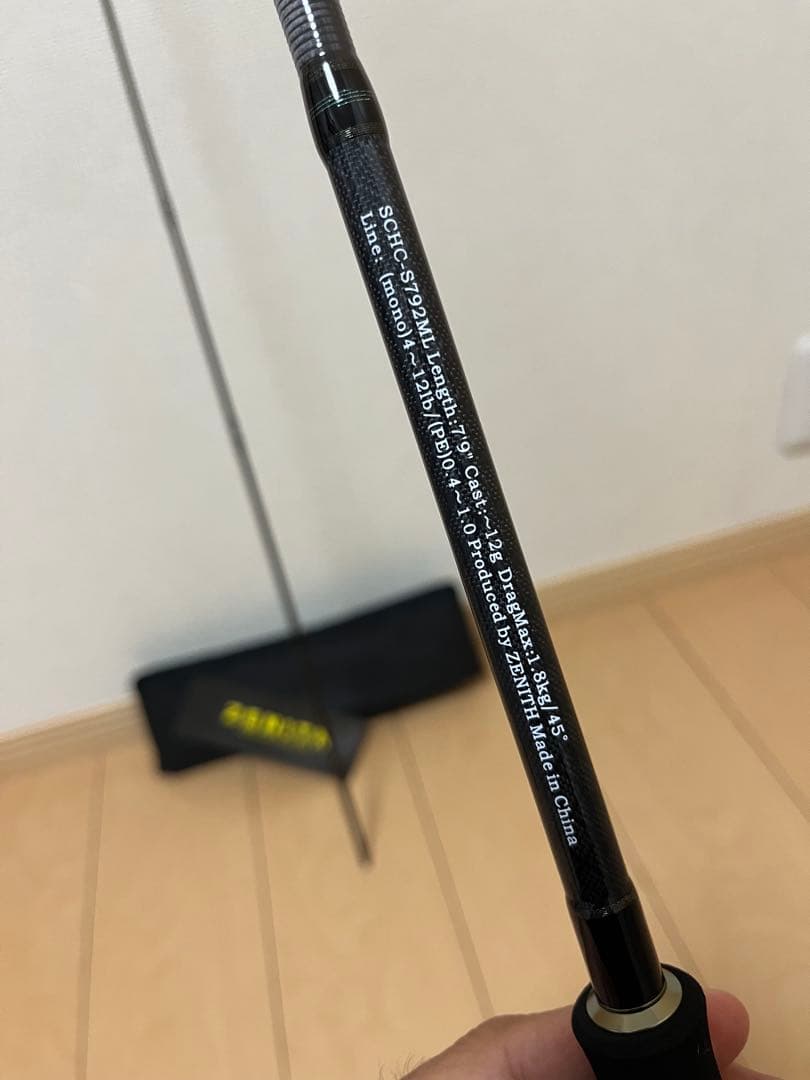 SCHC-S792ML Length:7'9" Cast:~12g DragMax:1.8kg/45°
Line: (mono)4~12lb/(PE)0.4~1.0 Produced by ZENITH Made in China
ZENITH